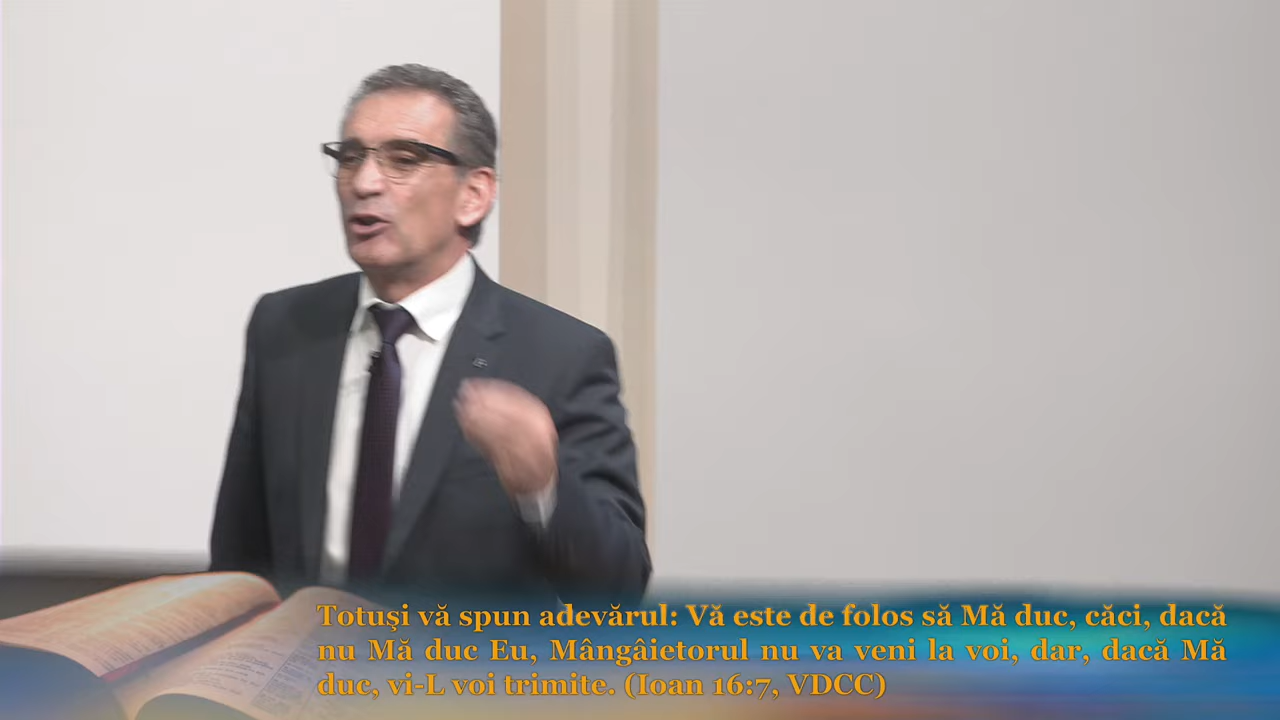 Totuşi vă spun adevărul: Vă este de folos să Mă duc, căci, dacă
nu Mă duc Eu, Mângâietorul nu va veni la voi, dar, dacă Mă
duc, vi-L voi trimite. (Ioan 16:7, VDCC)